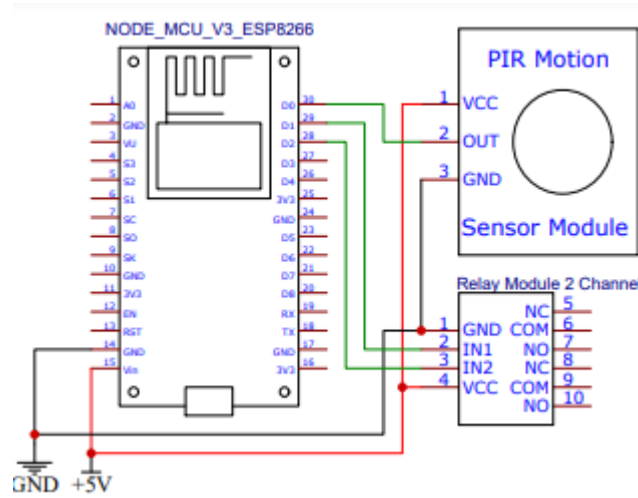 NODE_MCU_V3_ESP8266
1 A0
2 GND
3 VU
4 S3
5 S2
6 S1
7 SC
8 SO
9 SK
10 GND
11 3V3
12 EN
13 RST
14 GND
15 Vin
D0 30
D1 29
D2 28
D3 27
D4 26
3V3 25
GND 24
D5 23
D6 22
D7 21
D8 20
RX 19
TX 18
GND 17
3V3 16
PIR Motion
1 VCC
2 OUT
3 GND
Sensor Module
Relay Module 2 Channe
1 GND
2 IN1
3 IN2
4 VCC
NC 5
COM 6
NO 7
NC 8
COM 9
NO 10
GND +5V